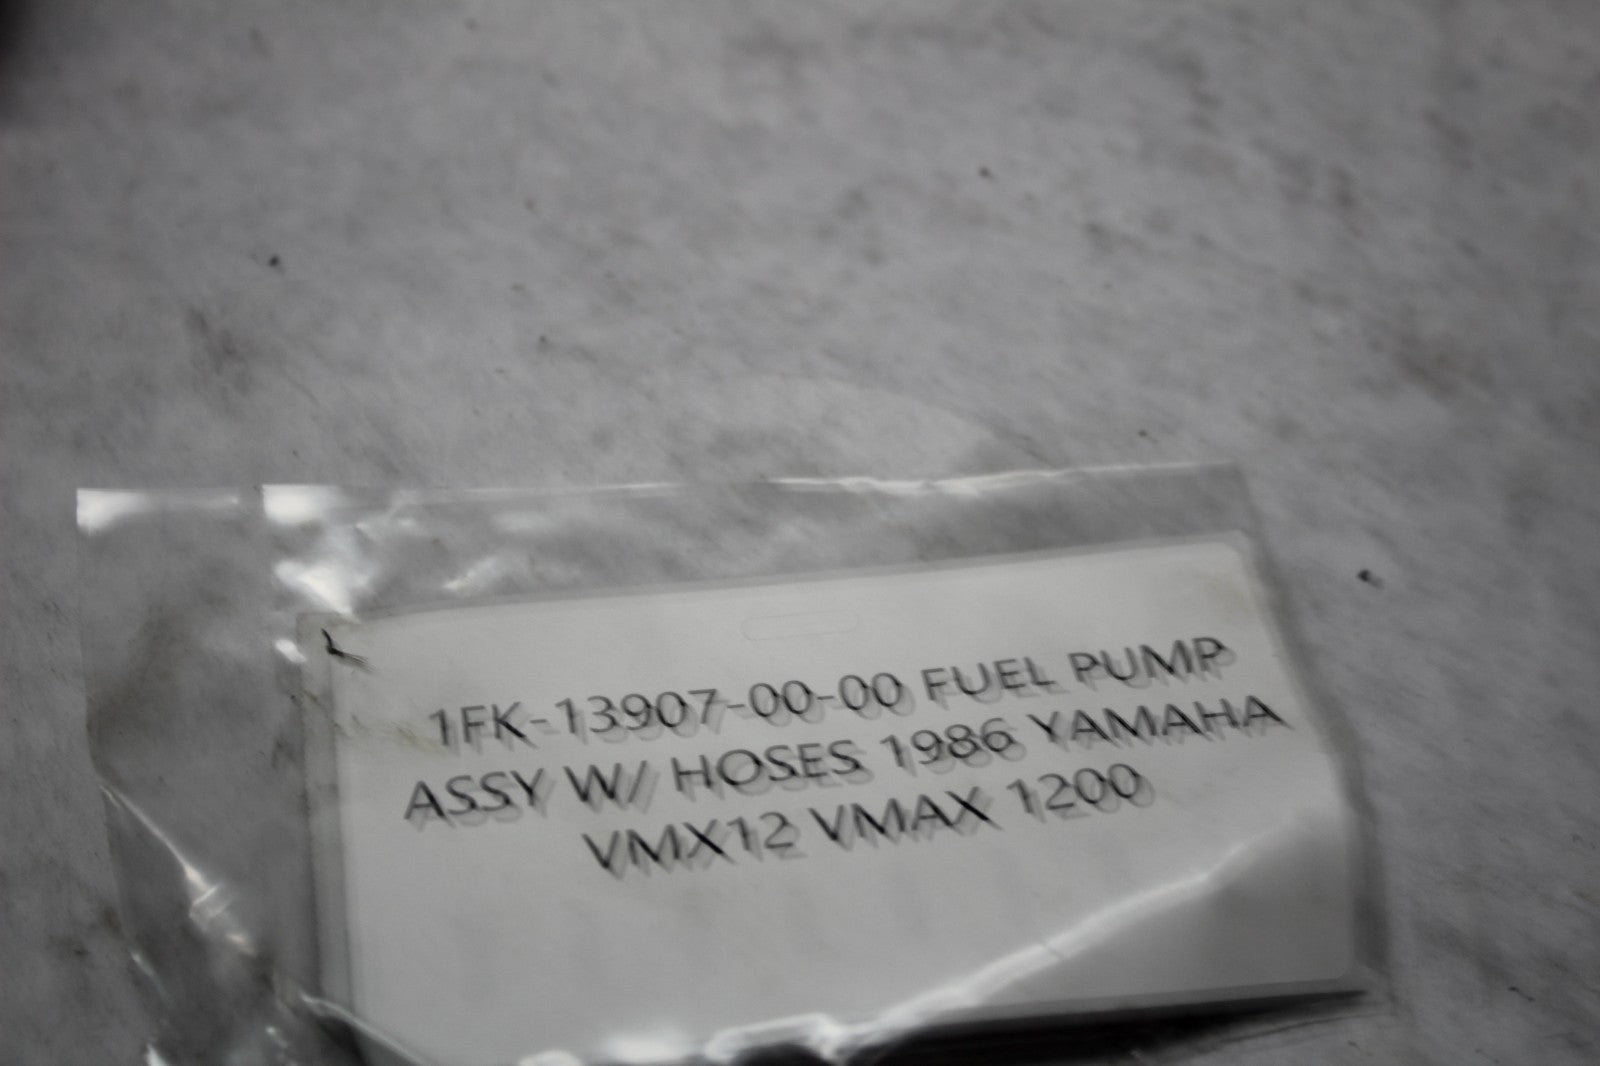 1FK-13907-00-00 FUEL PUMP
ASSY W/ HOSES 1986 YAMAHA
VMX12 VMAX 1200